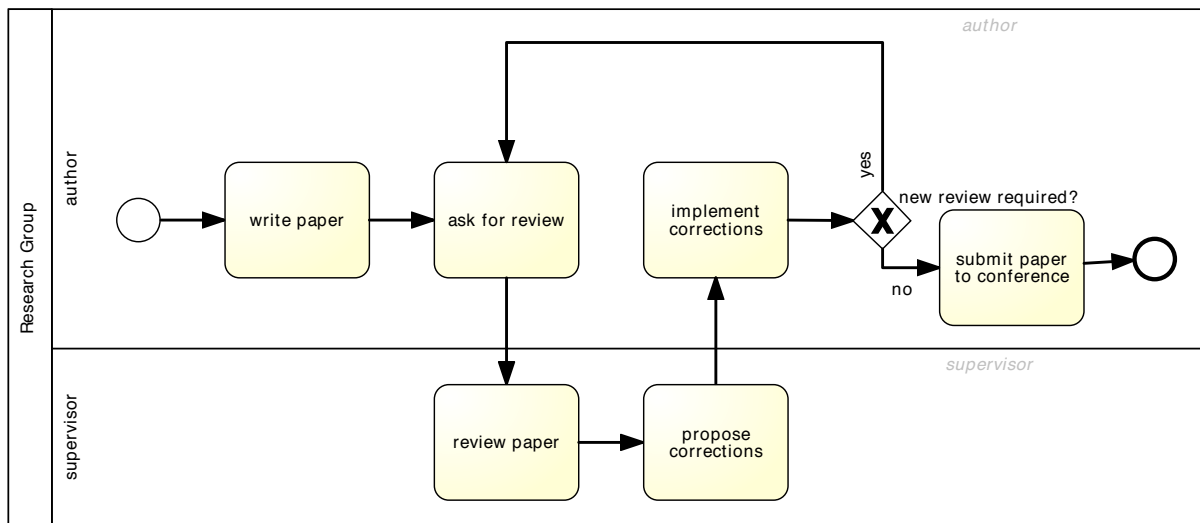 Research Group
author
author
write paper
ask for review
implement
corrections
yes
new review required?
no
submit paper
to conference
supervisor
supervisor
review paper
propose
corrections